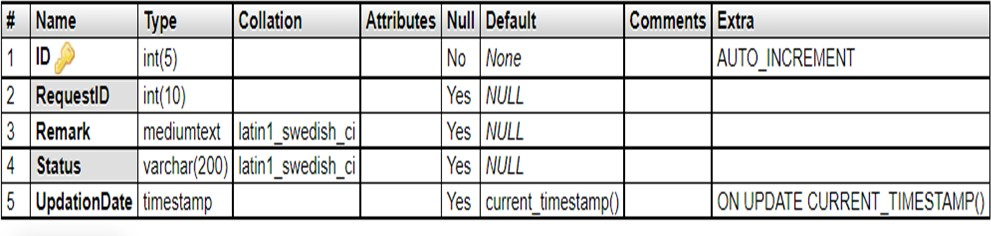 # Name Type Collation Attributes Null Default Comments Extra
1 ID int(5) No None AUTO_INCREMENT
2 RequestID int(10) Yes NULL
3 Remark mediumtext latin1_swedish_ci Yes NULL
4 Status varchar(200) latin1_swedish_ci Yes NULL
5 UpdationDate timestamp Yes current_timestamp() ON UPDATE CURRENT_TIMESTAMP()